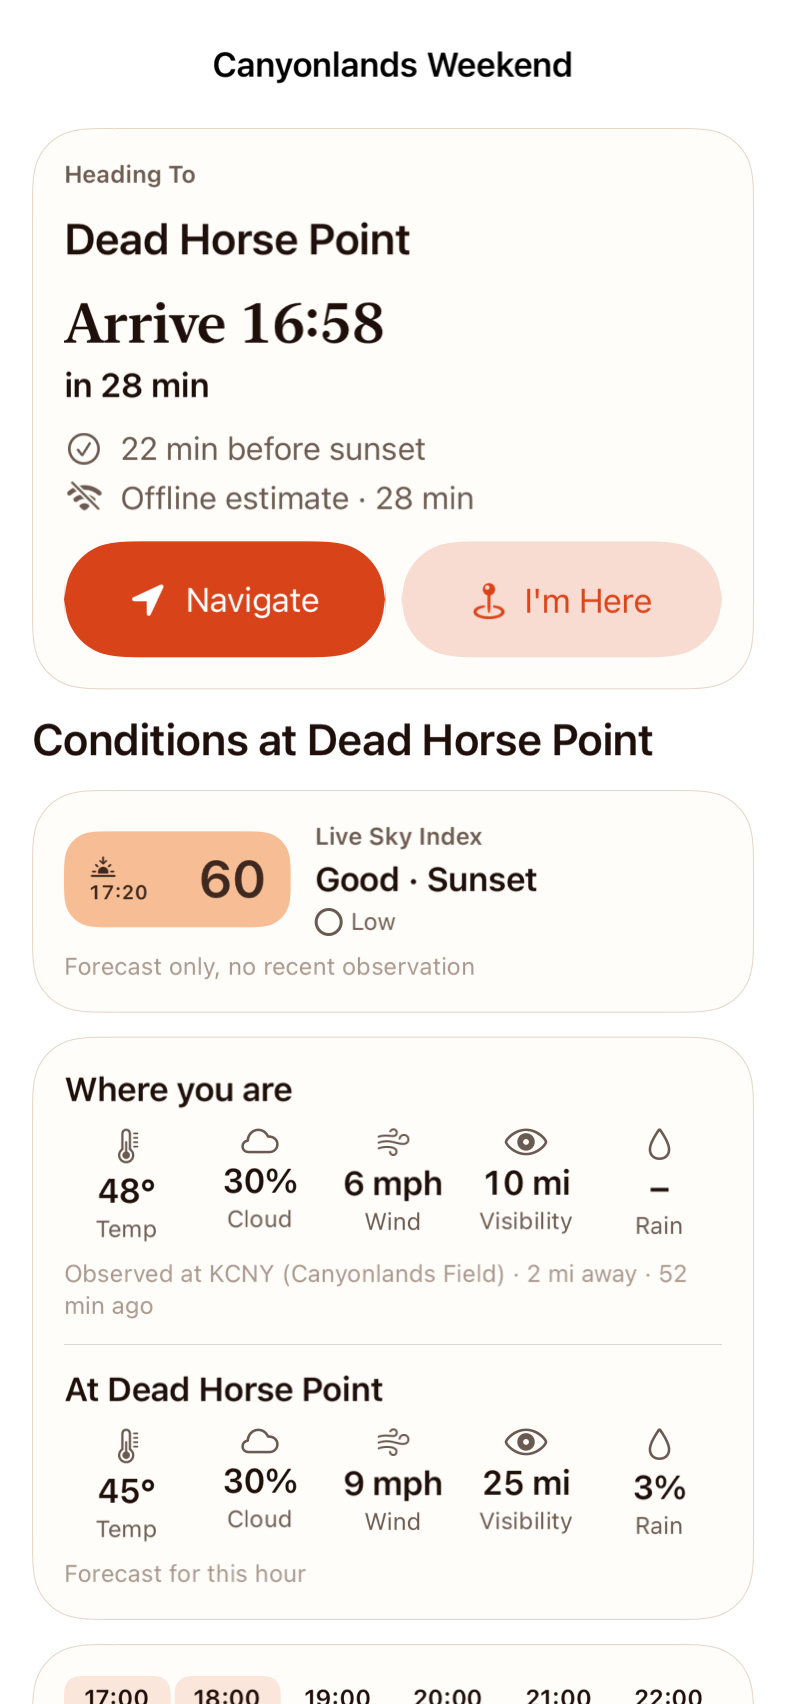 Canyonlands Weekend
Heading To
Dead Horse Point
Arrive 16:58
in 28 min
22 min before sunset
Offline estimate · 28 min
Navigate
I'm Here
Conditions at Dead Horse Point
17:20
60
Live Sky Index
Good · Sunset
Low
Forecast only, no recent observation
Where you are
48° 30% 6 mph 10 mi –
Temp Cloud Wind Visibility Rain
Observed at KCNY (Canyonlands Field) · 2 mi away · 52
min ago
At Dead Horse Point
45° 30% 9 mph 25 mi 3%
Temp Cloud Wind Visibility Rain
Forecast for this hour
17:00 18:00 19:00 20:00 21:00 22:00